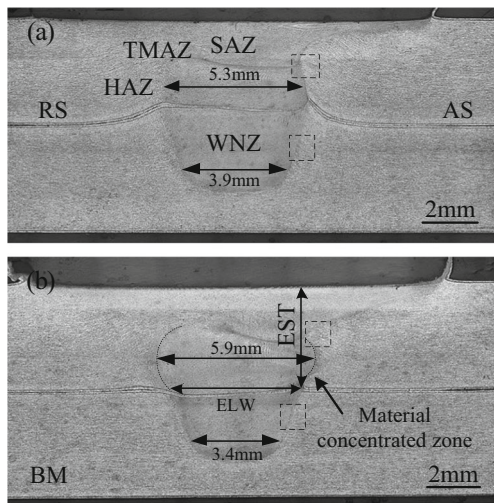 (a)
TMAZ SAZ
5.3mm
HAZ
RS
AS
WNZ
3.9mm
2mm
(b)
EST
5.9mm
ELW
Material
concentrated zone
3.4mm
BM
2mm